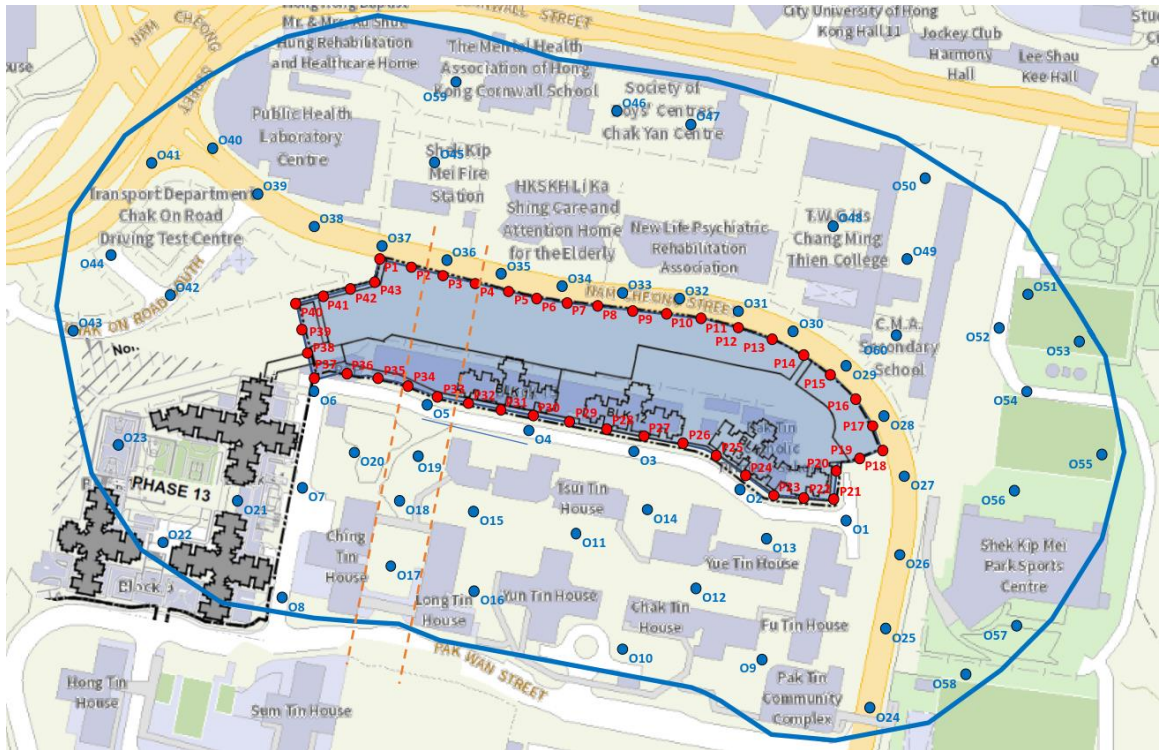 CORNWALL STREET
City University of Hong
Kong Hall 11
Jockey Club
Harmony
Hall
Lee Shau
Kee Hall
NAM CHEONG STREET
Mr. & Mrs. Au Shue
Hung Rehabilitation
and Healthcare Home
The Mental Health
Association of Hong
Kong Cornwall School
O59
O46
Society of
Boys' Centres
Chak Yan Centre
O47
Public Health
Laboratory
Centre
O40
O41
O45
Shek Kip
Mei Fire
Station
O50
Transport Department
Chak On Road
Driving Test Centre
O39
HKSKH Li Ka
Shing Care and
Attention Home
for the Elderly
New Life Psychiatric
Rehabilitation
Association
O38
O48
T.W.G.Hs
Chang Ming
Thien College
O37
O36
O49
O44
O35
O34
O33
O32
O31
O42
O51
NAM CHEONG STREET
P1
P2
P3
P4
P5
P6
P7
P8
P9
P10
P11
P12
P13
P14
P15
P16
P17
P18
P19
P20
P21
P22
P23
P24
P25
P26
P27
P28
P29
P30
P31
P32
P33
P34
P35
P36
P37
P38
P39
P40
P41
P42
P43
O43
CHAK ON ROAD SOUTH
O30
C.M.A.
Secondary
School
O60
O52
O53
O29
O54
O6
O5
O28
BLK 11
BLK 12
Pak Tin
Catholic
O4
O3
O23
O20
O19
O55
PHASE 13
O27
O7
O2
O56
Tsui Tin
House
O21
O18
O15
O14
O1
O22
Ching
Tin
House
O11
O13
Shek Kip Mei
Park Sports
Centre
Yue Tin House
O26
O17
Long Tin
House
O16
Yun Tin House
O12
O8
Chak Tin
House
Fu Tin House
O25
O57
PAK WAN STREET
O10
O9
O58
Pak Tin
Community
Complex
Hong Tin
House
Sum Tin House
O24